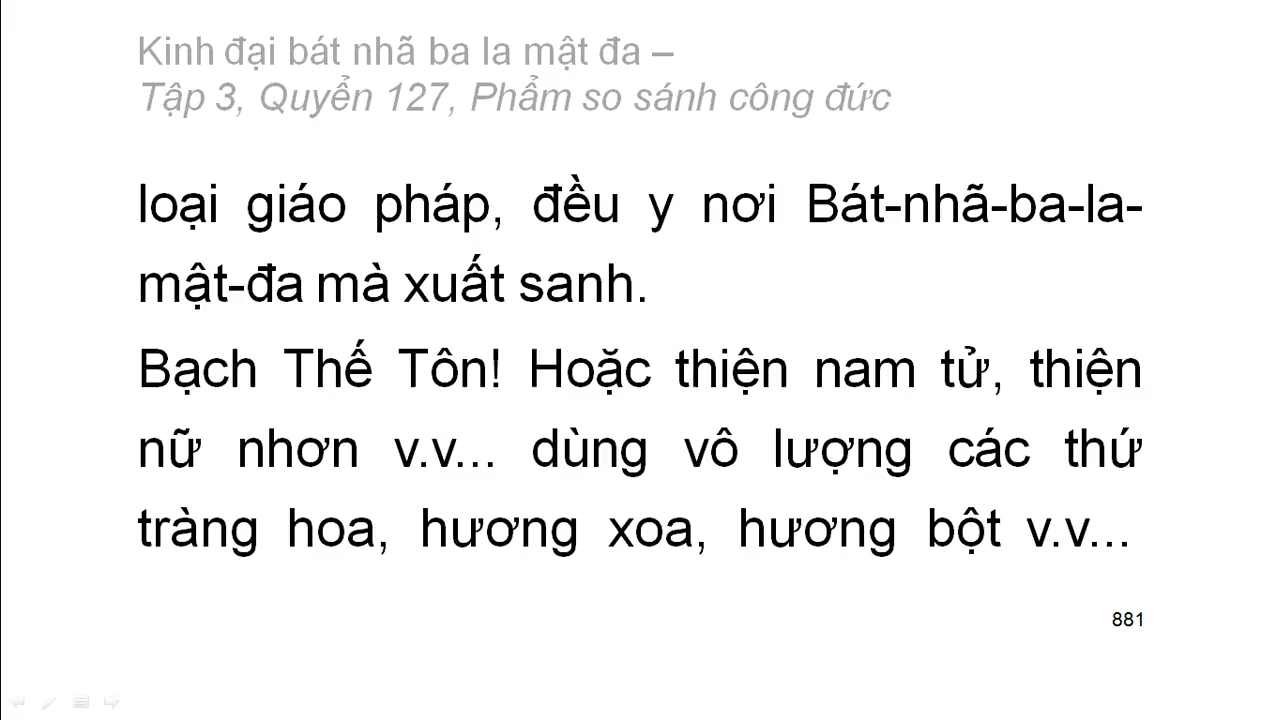 Kinh đại bát nhã ba la mật đa –
Tập 3, Quyển 127, Phẩm so sánh công đức
loại giáo pháp, đều y nơi Bát-nhã-ba-la-
mật-đa mà xuất sanh.
Bạch Thế Tôn! Hoặc thiện nam tử, thiện
nữ nhơn v.v... dùng vô lượng các thứ
tràng hoa, hương xoa, hương bột v.v...
881